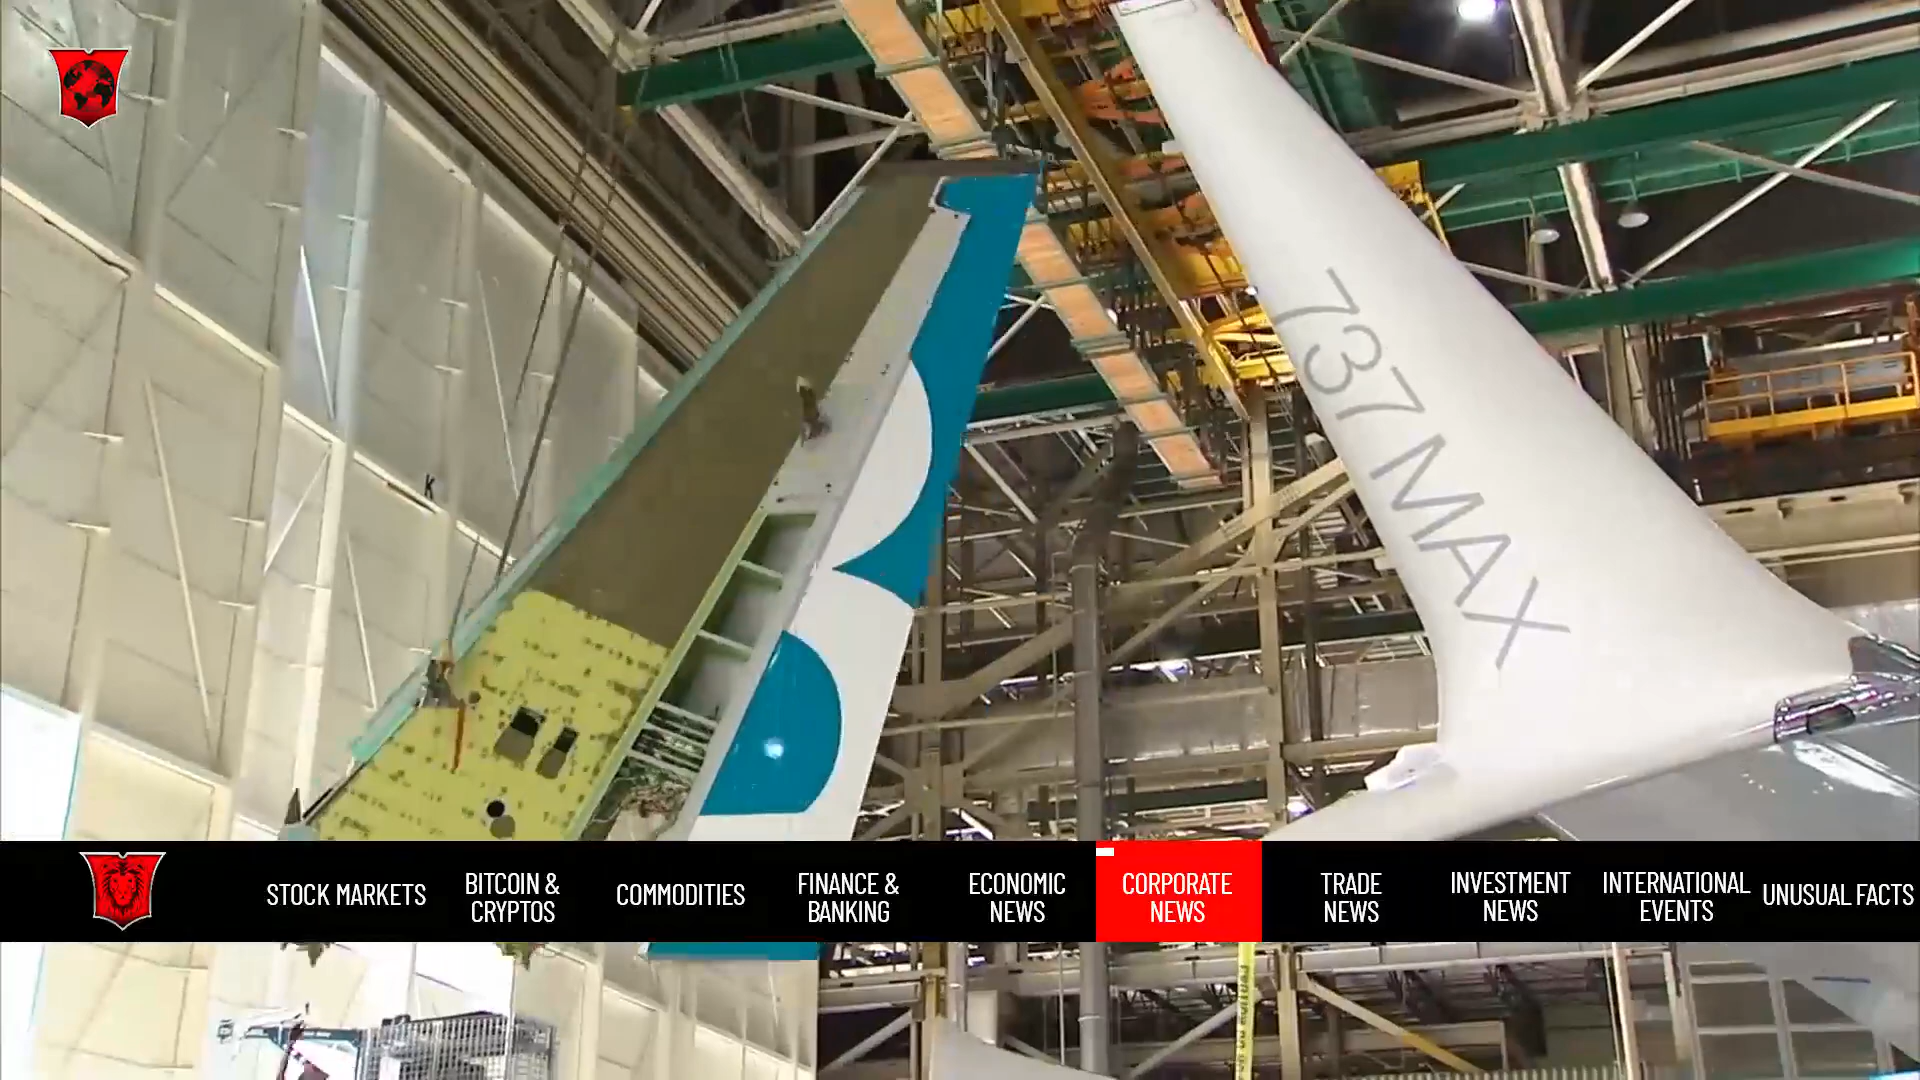 737 MAX
K
STOCK MARKETS
BITCOIN &
CRYPTOS
COMMODITIES
FINANCE &
BANKING
ECONOMIC
NEWS
CORPORATE
NEWS
TRADE
NEWS
INVESTMENT
NEWS
INTERNATIONAL
EVENTS
UNUSUAL FACTS